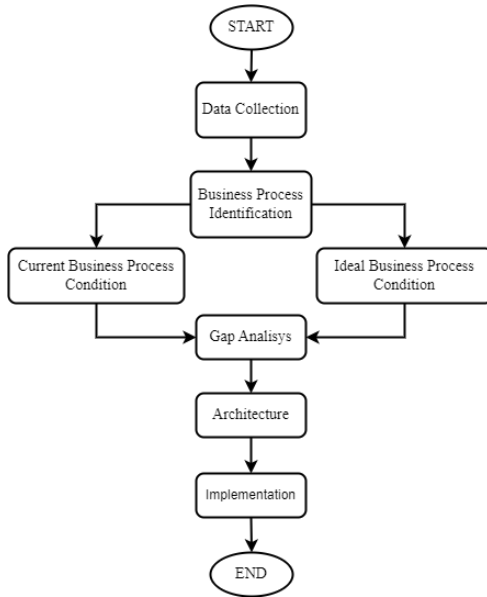 START
Data Collection
Business Process
Identification
Current Business Process
Condition
Ideal Business Process
Condition
Gap Analisys
Architecture
Implementation
END